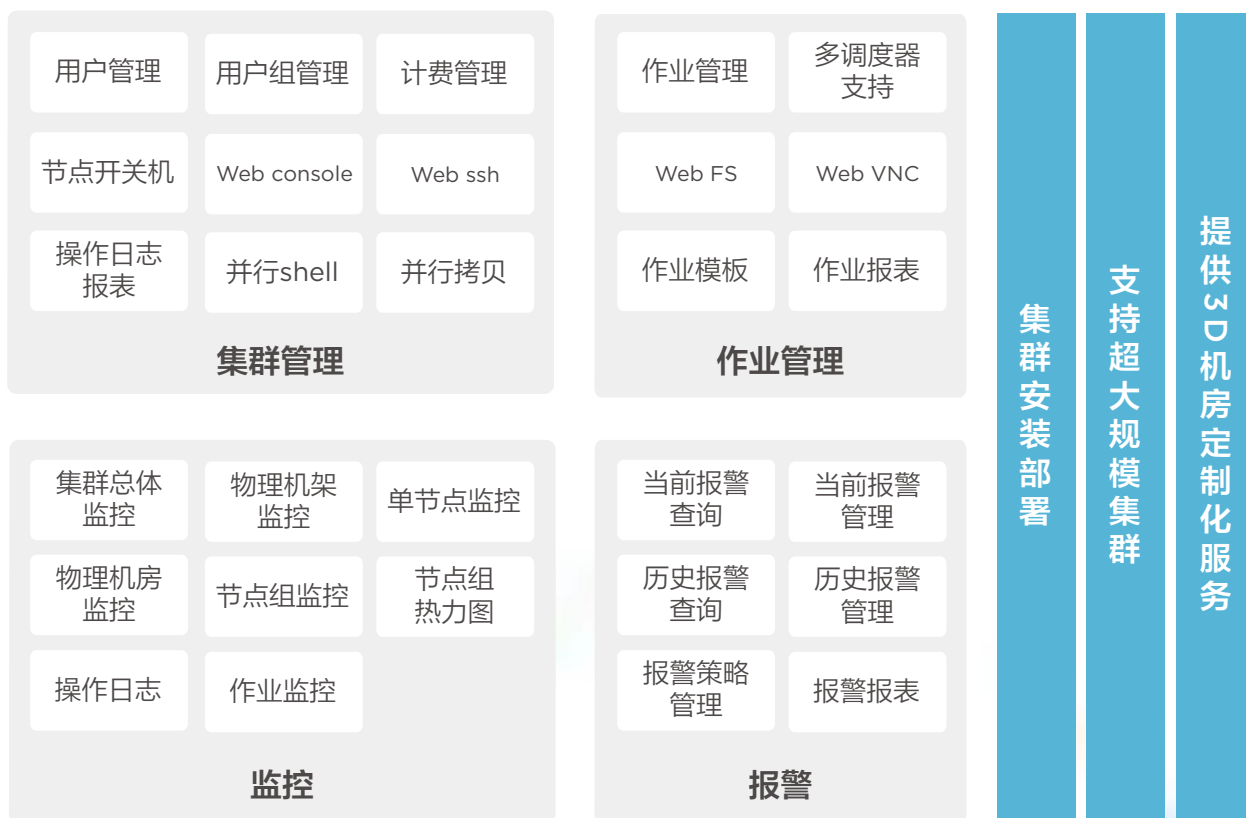 用户管理
用户组管理
计费管理
节点开关机
Web console
Web ssh
操作日志
报表
并行shell
并行拷贝
集群管理
作业管理
多调度器
支持
Web FS
Web VNC
作业模板
作业报表
作业管理
集群总体
监控
物理机架
监控
单节点监控
物理机房
监控
节点组监控
节点组
热力图
操作日志
作业监控
监控
当前报警
查询
当前报警
管理
历史报警
查询
历史报警
管理
报警策略
管理
报警报表
报警
集群安装部署
支持超大规模集群
提供3D机房定制化服务